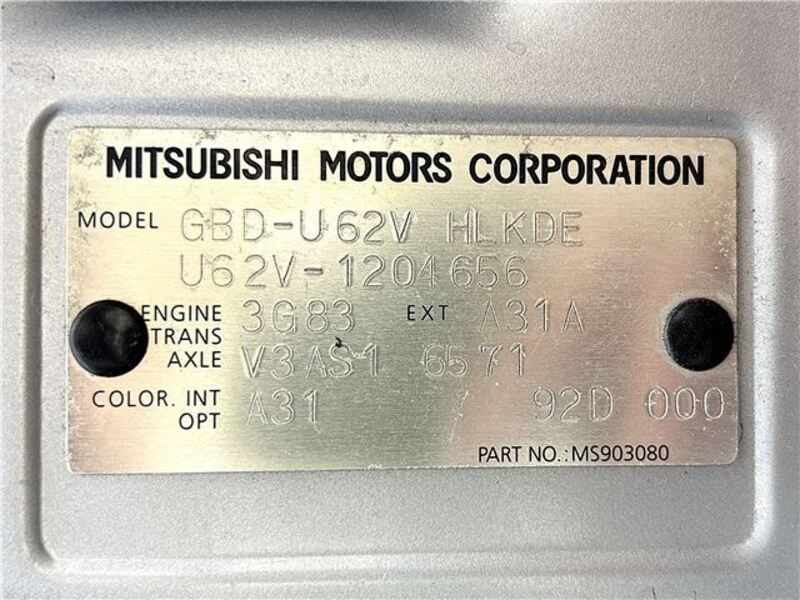 MITSUBISHI MOTORS CORPORATION
MODEL GBD-U62V HLKDE
U62V-1204656
ENGINE 3G83 EXT A31A
TRANS
AXLE V3AS1 6571
COLOR. INT A31 / 92D 000
OPT
PART NO.:MS903080